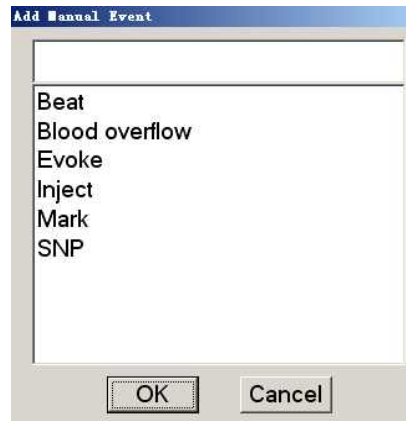 Add Manual Event
Beat
Blood overflow
Evoke
Inject
Mark
SNP
OK
Cancel